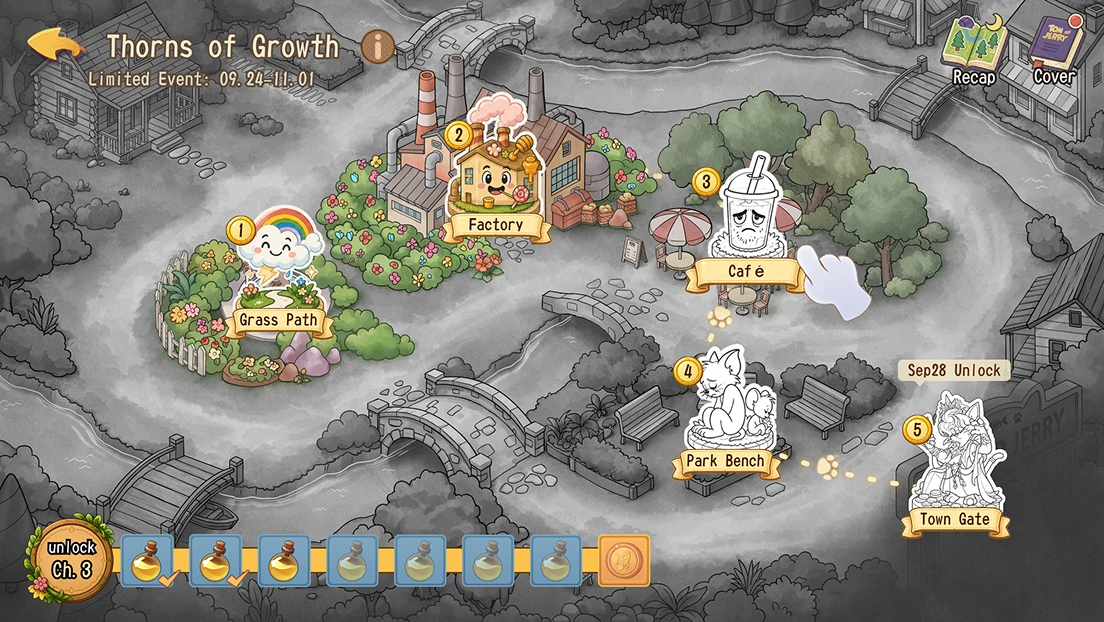 Thorns of Growth
i
Limited Event: 09.24-11.01
Recap
TOM and JERRY
Cover
1
Grass Path
2
Factory
3
Café
4
Park Bench
Sep28 Unlock
5
JERRY
Town Gate
unlock
Ch. 3